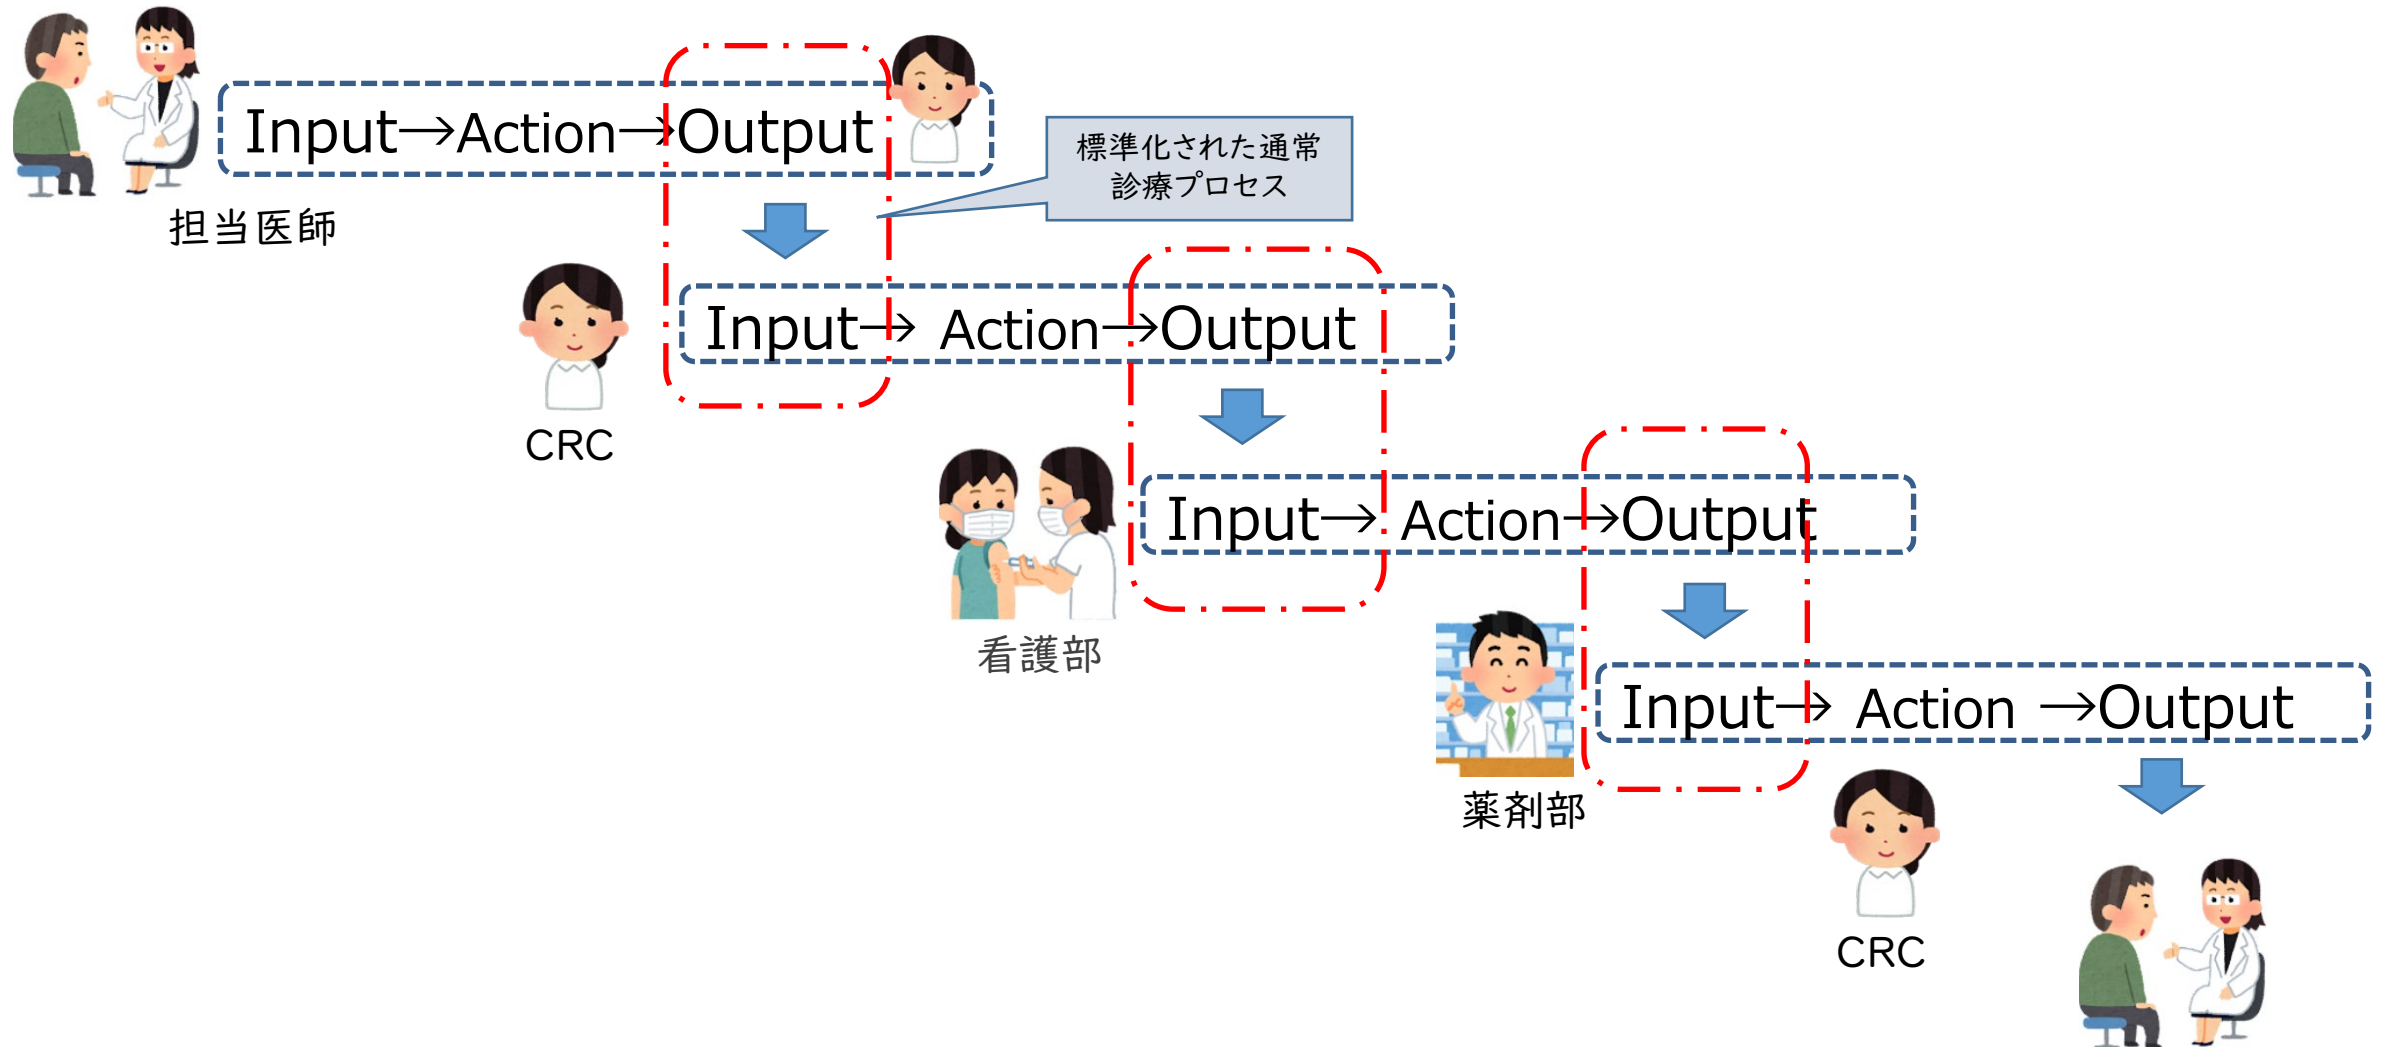 Input→Action→Output
標準化された通常
診療プロセス
担当医師
Input→ Action→Output
CRC
Input→ Action→Output
看護部
Input→ Action →Output
薬剤部
CRC